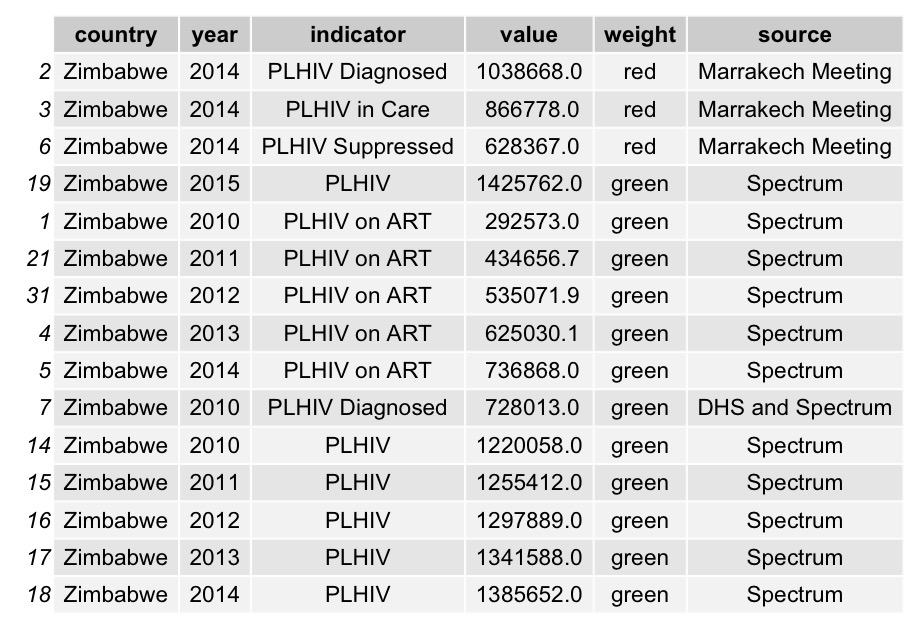 country year indicator value weight source
2 Zimbabwe 2014 PLHIV Diagnosed 1038668.0 red Marrakech Meeting
3 Zimbabwe 2014 PLHIV in Care 866778.0 red Marrakech Meeting
6 Zimbabwe 2014 PLHIV Suppressed 628367.0 red Marrakech Meeting
19 Zimbabwe 2015 PLHIV 1425762.0 green Spectrum
1 Zimbabwe 2010 PLHIV on ART 292573.0 green Spectrum
21 Zimbabwe 2011 PLHIV on ART 434656.7 green Spectrum
31 Zimbabwe 2012 PLHIV on ART 535071.9 green Spectrum
4 Zimbabwe 2013 PLHIV on ART 625030.1 green Spectrum
5 Zimbabwe 2014 PLHIV on ART 736868.0 green Spectrum
7 Zimbabwe 2010 PLHIV Diagnosed 728013.0 green DHS and Spectrum
14 Zimbabwe 2010 PLHIV 1220058.0 green Spectrum
15 Zimbabwe 2011 PLHIV 1255412.0 green Spectrum
16 Zimbabwe 2012 PLHIV 1297889.0 green Spectrum
17 Zimbabwe 2013 PLHIV 1341588.0 green Spectrum
18 Zimbabwe 2014 PLHIV 1385652.0 green Spectrum